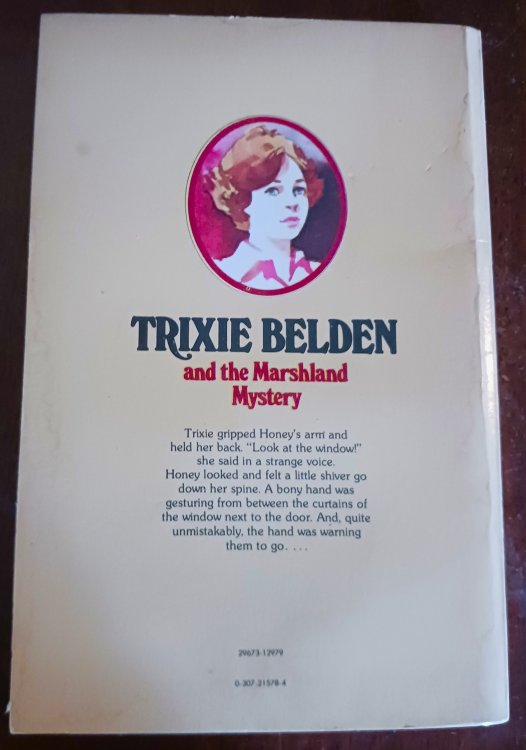 TRIXIE BELDEN
and the Marshland
Mystery
Trixie gripped Honey's arm and
held her back. "Look at the window!"
she said in a strange voice.
Honey looked and felt a little shiver go
down her spine. A bony hand was
gesturing from between the curtains of
the window next to the door. And, quite
unmistakably, the hand was warning
them to go. . . .
29673-12979
0-307-21578-4